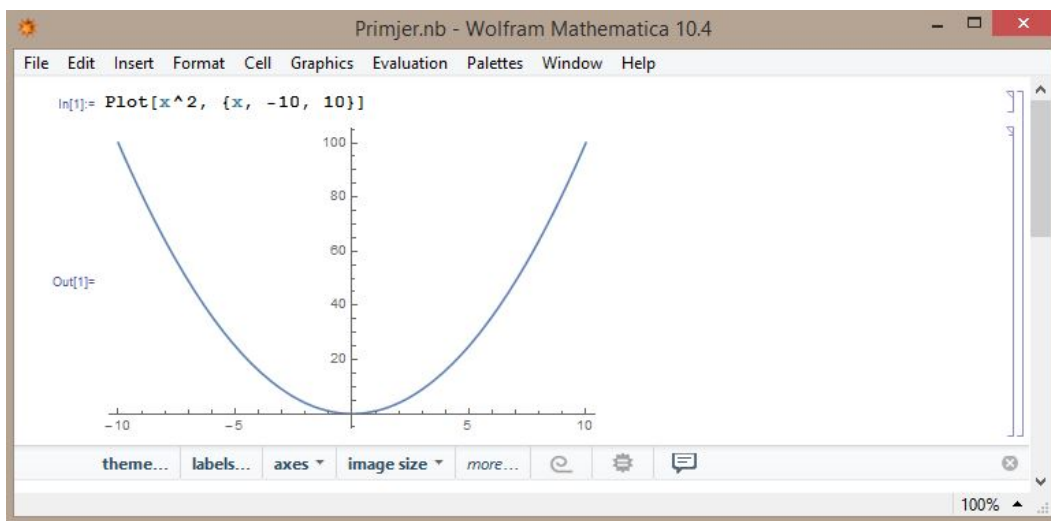 Primjer.nb - Wolfram Mathematica 10.4
File Edit Insert Format Cell Graphics Evaluation Palettes Window Help
In[1]:= Plot[x^2, {x, -10, 10}]
100
80
60
Out[1]=
40
20
-10 -5 5 10
theme... labels... axes image size more...
100%